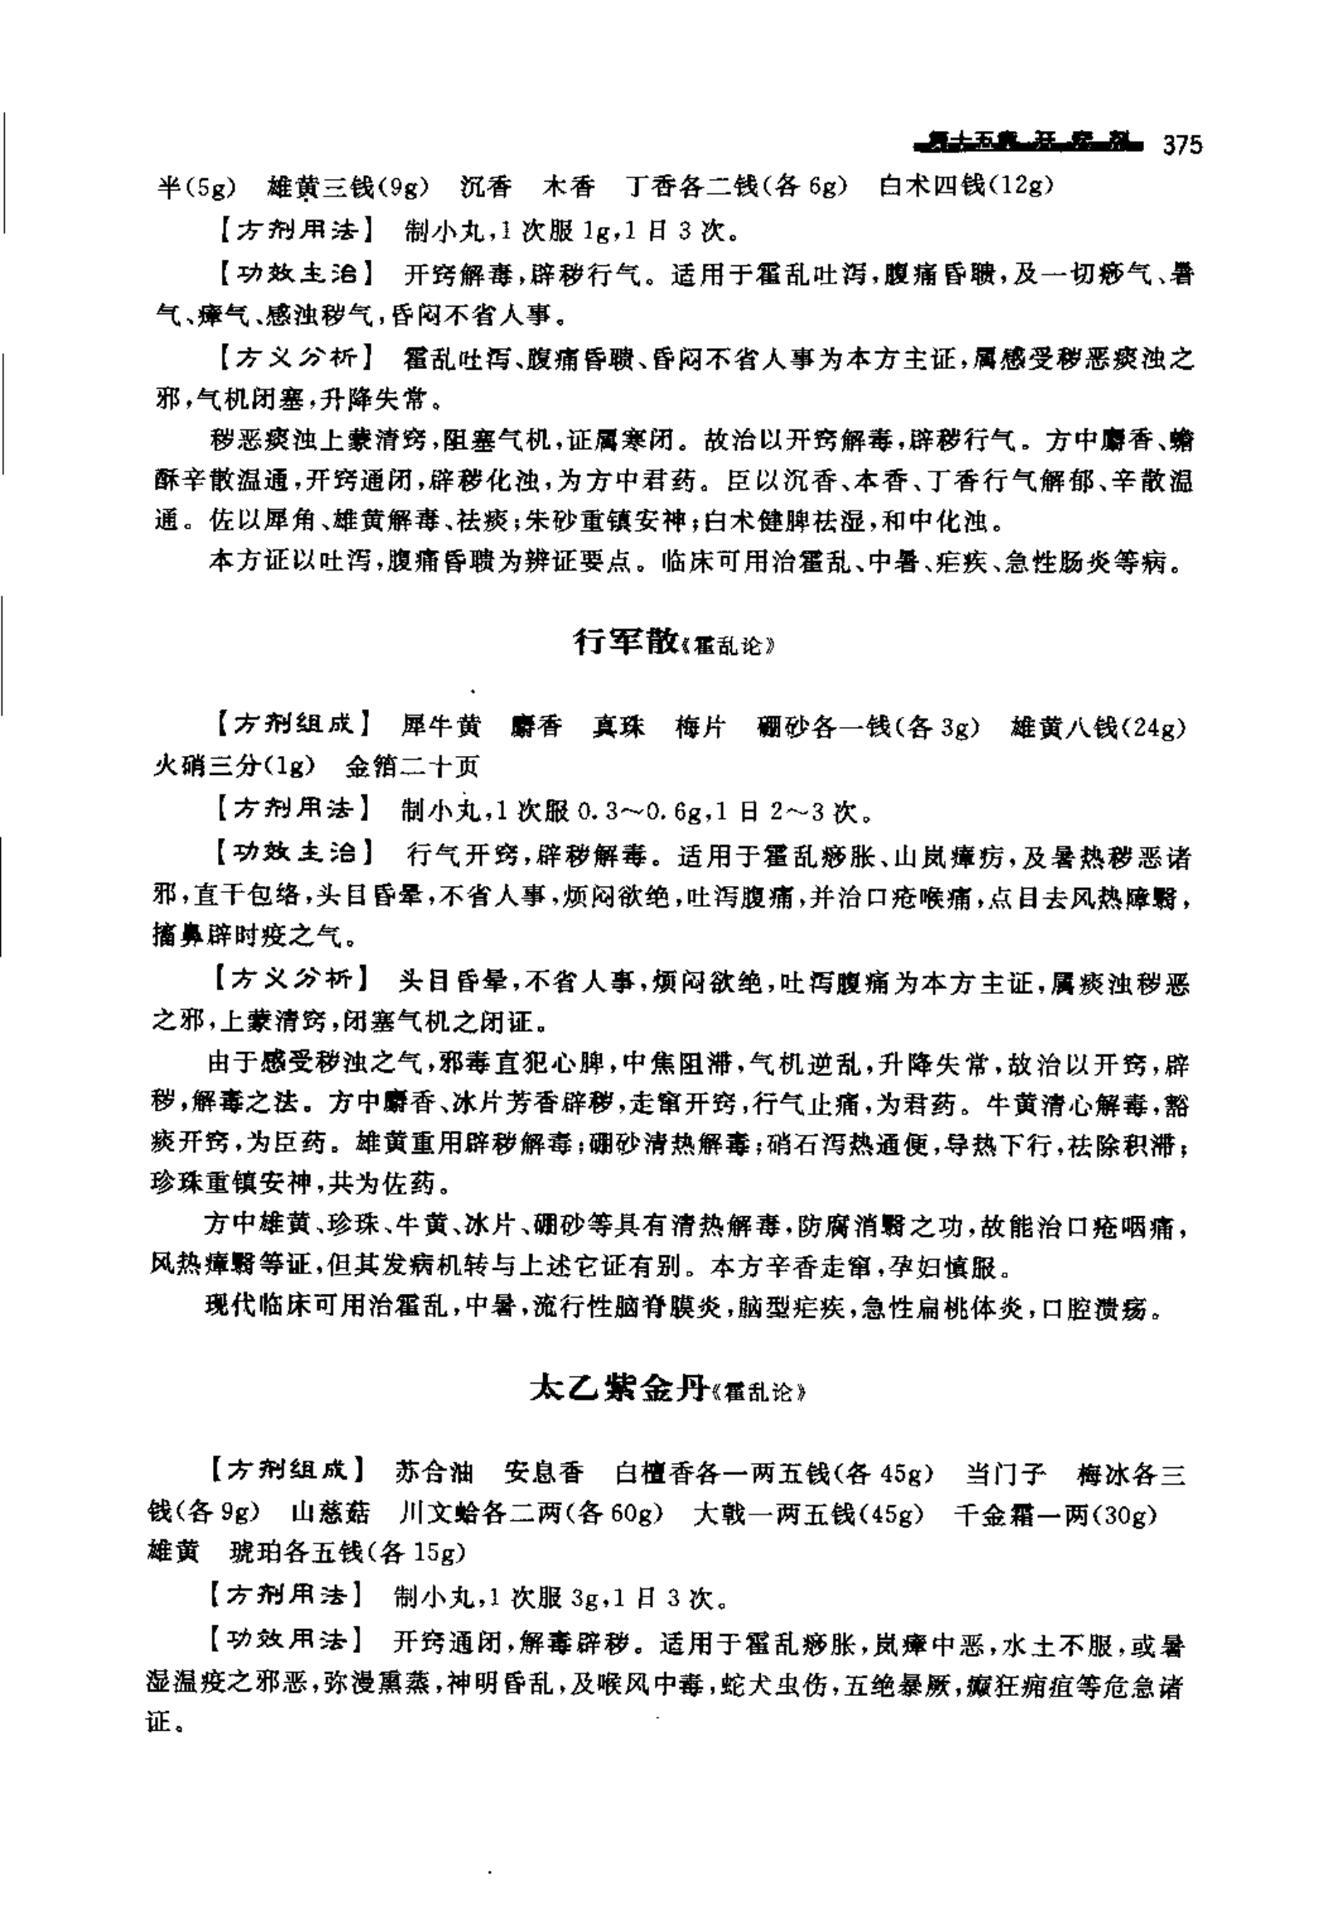 第十五章 开窍剂 375
半(5g) 雄黄三钱(9g) 沉香 木香 丁香各二钱(各6g) 白术四钱(12g)
【方剂用法】 制小丸,1次服1g,1日3次。
【功效主治】 开窍解毒,辟秽行气。适用于霍乱吐泻,腹痛昏聩,及一切痧气、暑
气、瘴气、感浊秽气,昏闷不省人事。
【方义分析】 霍乱吐泻、腹痛昏聩、昏闷不省人事为本方主证,属感受秽恶痰浊之
邪,气机闭塞,升降失常。
秽恶痰浊上蒙清窍,阻塞气机,证属寒闭。故治以开窍解毒,辟秽行气。方中麝香、蟾
酥辛散温通,开窍通闭,辟秽化浊,为方中君药。臣以沉香、本香、丁香行气解郁、辛散温
通。佐以犀角、雄黄解毒、祛痰;朱砂重镇安神;白术健脾祛湿,和中化浊。
本方证以吐泻,腹痛昏聩为辨证要点。临床可用治霍乱、中暑、疟疾、急性肠炎等病。
行军散《霍乱论》
【方剂组成】 犀牛黄 麝香 真珠 梅片 硼砂各一钱(各3g) 雄黄八钱(24g)
火硝三分(1g) 金箔二十页
【方剂用法】 制小丸,1次服0.3～0.6g,1日2～3次。
【功效主治】 行气开窍,辟秽解毒。适用于霍乱痧胀、山岚瘴疠,及暑热秽恶诸
邪,直干包络,头目昏晕,不省人事,烦闷欲绝,吐泻腹痛,并治口疮喉痛,点目去风热障翳,
搐鼻辟时疫之气。
【方义分析】 头目昏晕,不省人事,烦闷欲绝,吐泻腹痛为本方主证,属痰浊秽恶
之邪,上蒙清窍,闭塞气机之闭证。
由于感受秽浊之气,邪毒直犯心脾,中焦阻滞,气机逆乱,升降失常,故治以开窍,辟
秽,解毒之法。方中麝香、冰片芳香辟秽,走窜开窍,行气止痛,为君药。牛黄清心解毒,豁
痰开窍,为臣药。雄黄重用辟秽解毒;硼砂清热解毒;硝石泻热通便,导热下行,祛除积滞;
珍珠重镇安神,共为佐药。
方中雄黄、珍珠、牛黄、冰片、硼砂等具有清热解毒,防腐消翳之功,故能治口疮咽痛,
风热瘴翳等证,但其发病机转与上述它证有别。本方辛香走窜,孕妇慎服。
现代临床可用治霍乱,中暑,流行性脑脊膜炎,脑型疟疾,急性扁桃体炎,口腔溃疡。
太乙紫金丹《霍乱论》
【方剂组成】 苏合油 安息香 白檀香各一两五钱(各45g) 当门子 梅冰各三
钱(各9g) 山慈菇 川文蛤各二两(各60g) 大戟一两五钱(45g) 千金霜一两(30g)
雄黄 琥珀各五钱(各15g)
【方剂用法】 制小丸,1次服3g,1日3次。
【功效用法】 开窍通闭,解毒辟秽。适用于霍乱痧胀,岚瘴中恶,水土不服,或暑
湿温疫之邪恶,弥漫熏蒸,神明昏乱,及喉风中毒,蛇犬虫伤,五绝暴厥,癫狂痈疽等危急诸
证。